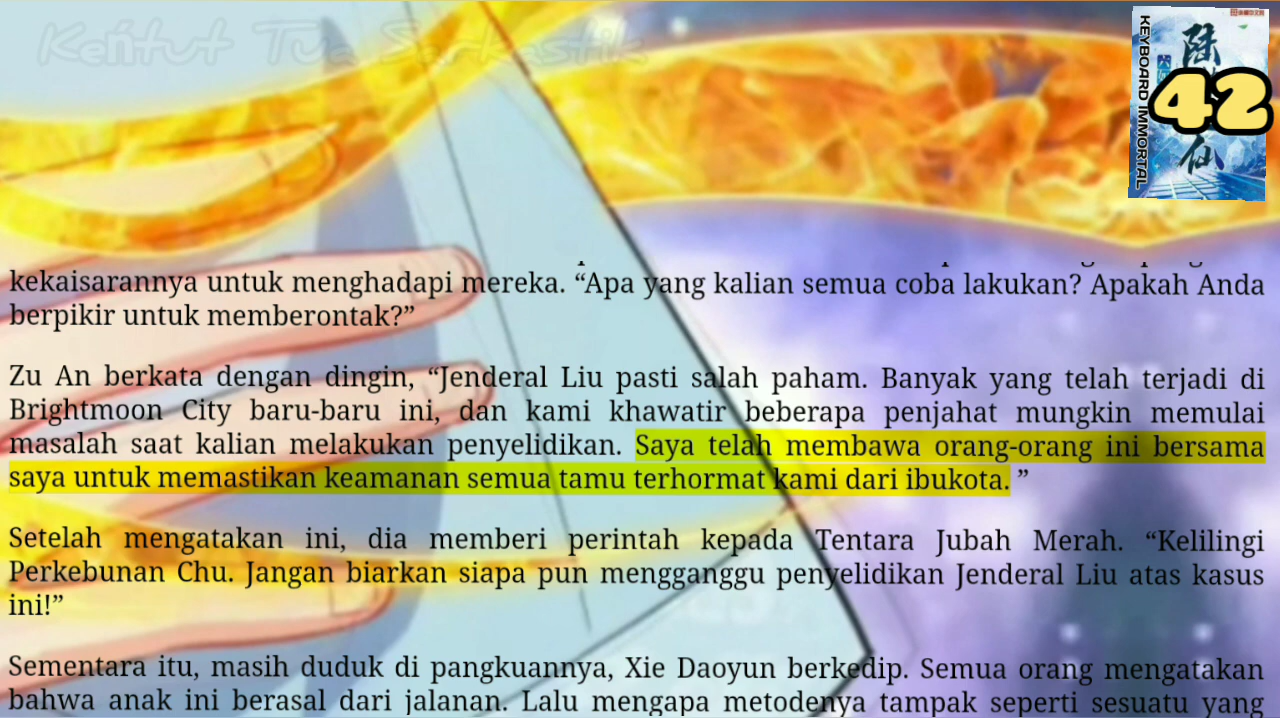 Kentut Tua Sarkastik
KEYBOARD IMMORTAL
陆
仙
42
kekaisarannya untuk menghadapi mereka. “Apa yang kalian semua coba lakukan? Apakah Anda
berpikir untuk memberontak?”
Zu An berkata dengan dingin, “Jenderal Liu pasti salah paham. Banyak yang telah terjadi di
Brightmoon City baru-baru ini, dan kami khawatir beberapa penjahat mungkin memulai
masalah saat kalian melakukan penyelidikan. Saya telah membawa orang-orang ini bersama
saya untuk memastikan keamanan semua tamu terhormat kami dari ibukota. ”
Setelah mengatakan ini, dia memberi perintah kepada Tentara Jubah Merah. “Kelilingi
Perkebunan Chu. Jangan biarkan siapa pun mengganggu penyelidikan Jenderal Liu atas kasus
ini!”
Sementara itu, masih duduk di pangkuannya, Xie Daoyun berkedip. Semua orang mengatakan
bahwa anak ini berasal dari jalanan. Lalu mengapa metodenya tampak seperti sesuatu yang